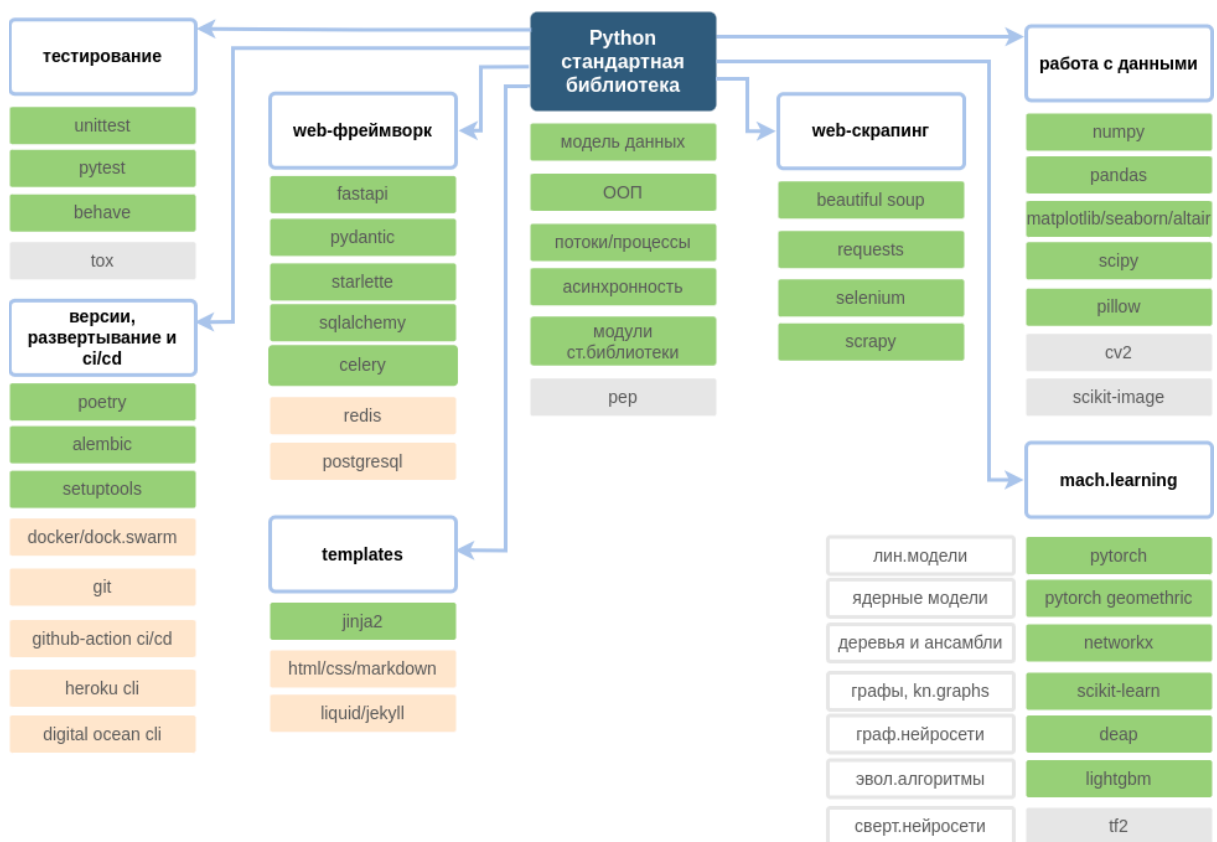 Python
стандартная
библиотека
модель данных
ООП
потоки/процессы
асинхронность
модули
ст.библиотеки
pep
тестирование
unittest
pytest
behave
tox
версии,
развертывание и
ci/cd
poetry
alembic
setuptools
docker/dock.swarm
git
github-action ci/cd
heroku cli
digital ocean cli
web-фреймворк
fastapi
pydantic
starlette
sqlalchemy
celery
redis
postgresql
templates
jinja2
html/css/markdown
liquid/jekyll
web-скрапинг
beautiful soup
requests
selenium
scrapy
работа с данными
numpy
pandas
matplotlib/seaborn/altair
scipy
pillow
cv2
scikit-image
mach.learning
лин.модели
pytorch
ядерные модели
pytorch geomethric
деревья и ансамбли
networkx
графы, kn.graphs
scikit-learn
граф.нейросети
deap
эвол.алгоритмы
lightgbm
сверт.нейросети
tf2